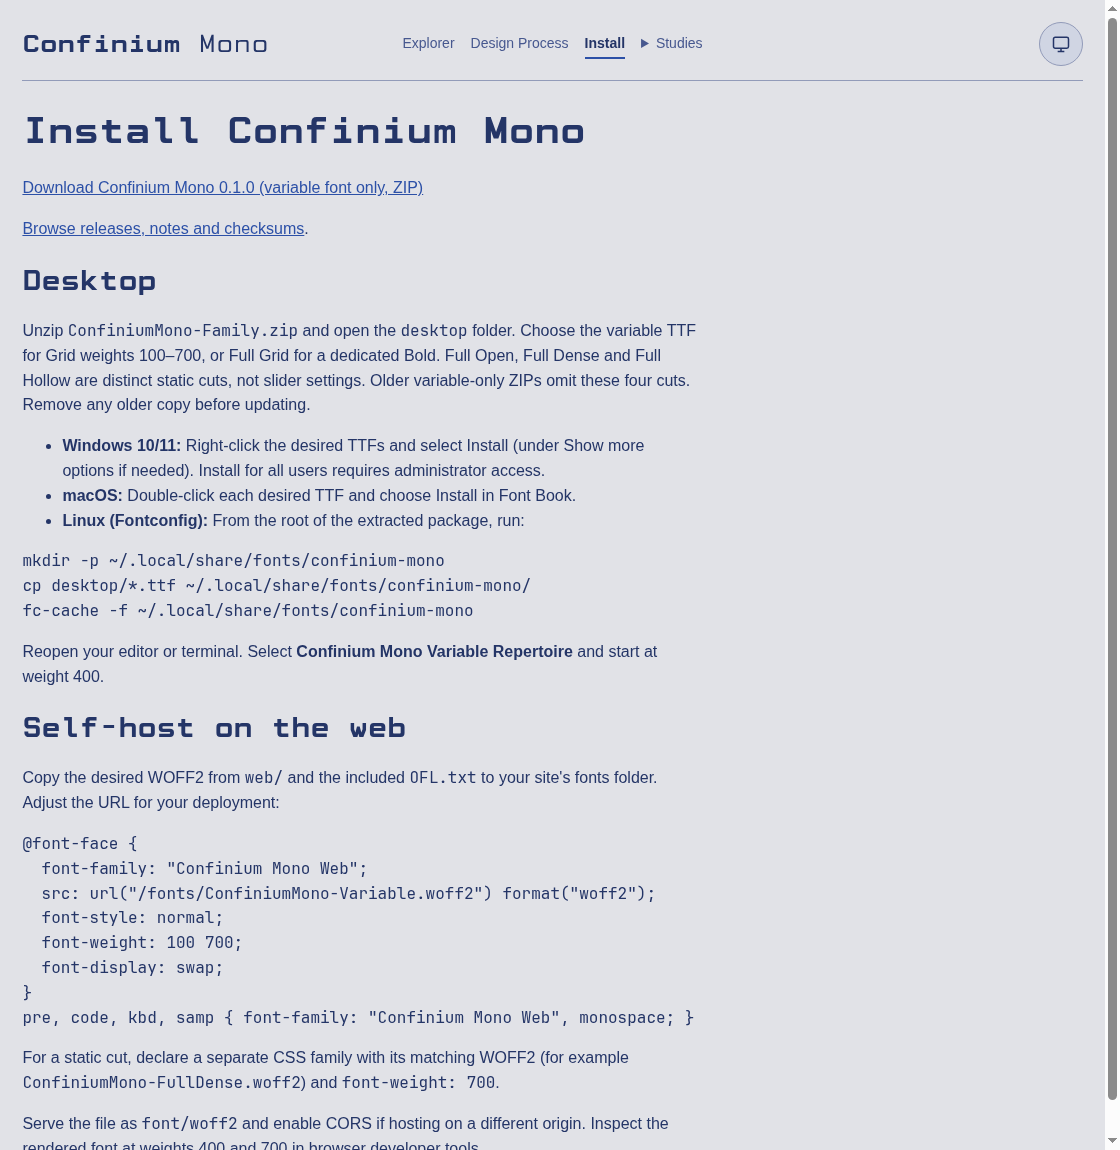 Confinium Mono
Explorer Design Process Install ▶ Studies
Install Confinium Mono
Download Confinium Mono 0.1.0 (variable font only, ZIP)
Browse releases, notes and checksums.
Desktop
Unzip ConfiniumMono-Family.zip and open the desktop folder. Choose the variable TTF
for Grid weights 100–700, or Full Grid for a dedicated Bold. Full Open, Full Dense and Full
Hollow are distinct static cuts, not slider settings. Older variable-only ZIPs omit these four cuts.
Remove any older copy before updating.
• Windows 10/11: Right-click the desired TTFs and select Install (under Show more
options if needed). Install for all users requires administrator access.
• macOS: Double-click each desired TTF and choose Install in Font Book.
• Linux (Fontconfig): From the root of the extracted package, run:
mkdir -p ~/.local/share/fonts/confinium-mono
cp desktop/*.ttf ~/.local/share/fonts/confinium-mono/
fc-cache -f ~/.local/share/fonts/confinium-mono
Reopen your editor or terminal. Select Confinium Mono Variable Repertoire and start at
weight 400.
Self-host on the web
Copy the desired WOFF2 from web/ and the included OFL.txt to your site's fonts folder.
Adjust the URL for your deployment:
@font-face {
  font-family: "Confinium Mono Web";
  src: url("/fonts/ConfiniumMono-Variable.woff2") format("woff2");
  font-style: normal;
  font-weight: 100 700;
  font-display: swap;
}
pre, code, kbd, samp { font-family: "Confinium Mono Web", monospace; }
For a static cut, declare a separate CSS family with its matching WOFF2 (for example
ConfiniumMono-FullDense.woff2) and font-weight: 700.
Serve the file as font/woff2 and enable CORS if hosting on a different origin. Inspect the
rendered font at weights 400 and 700 in browser developer tools.